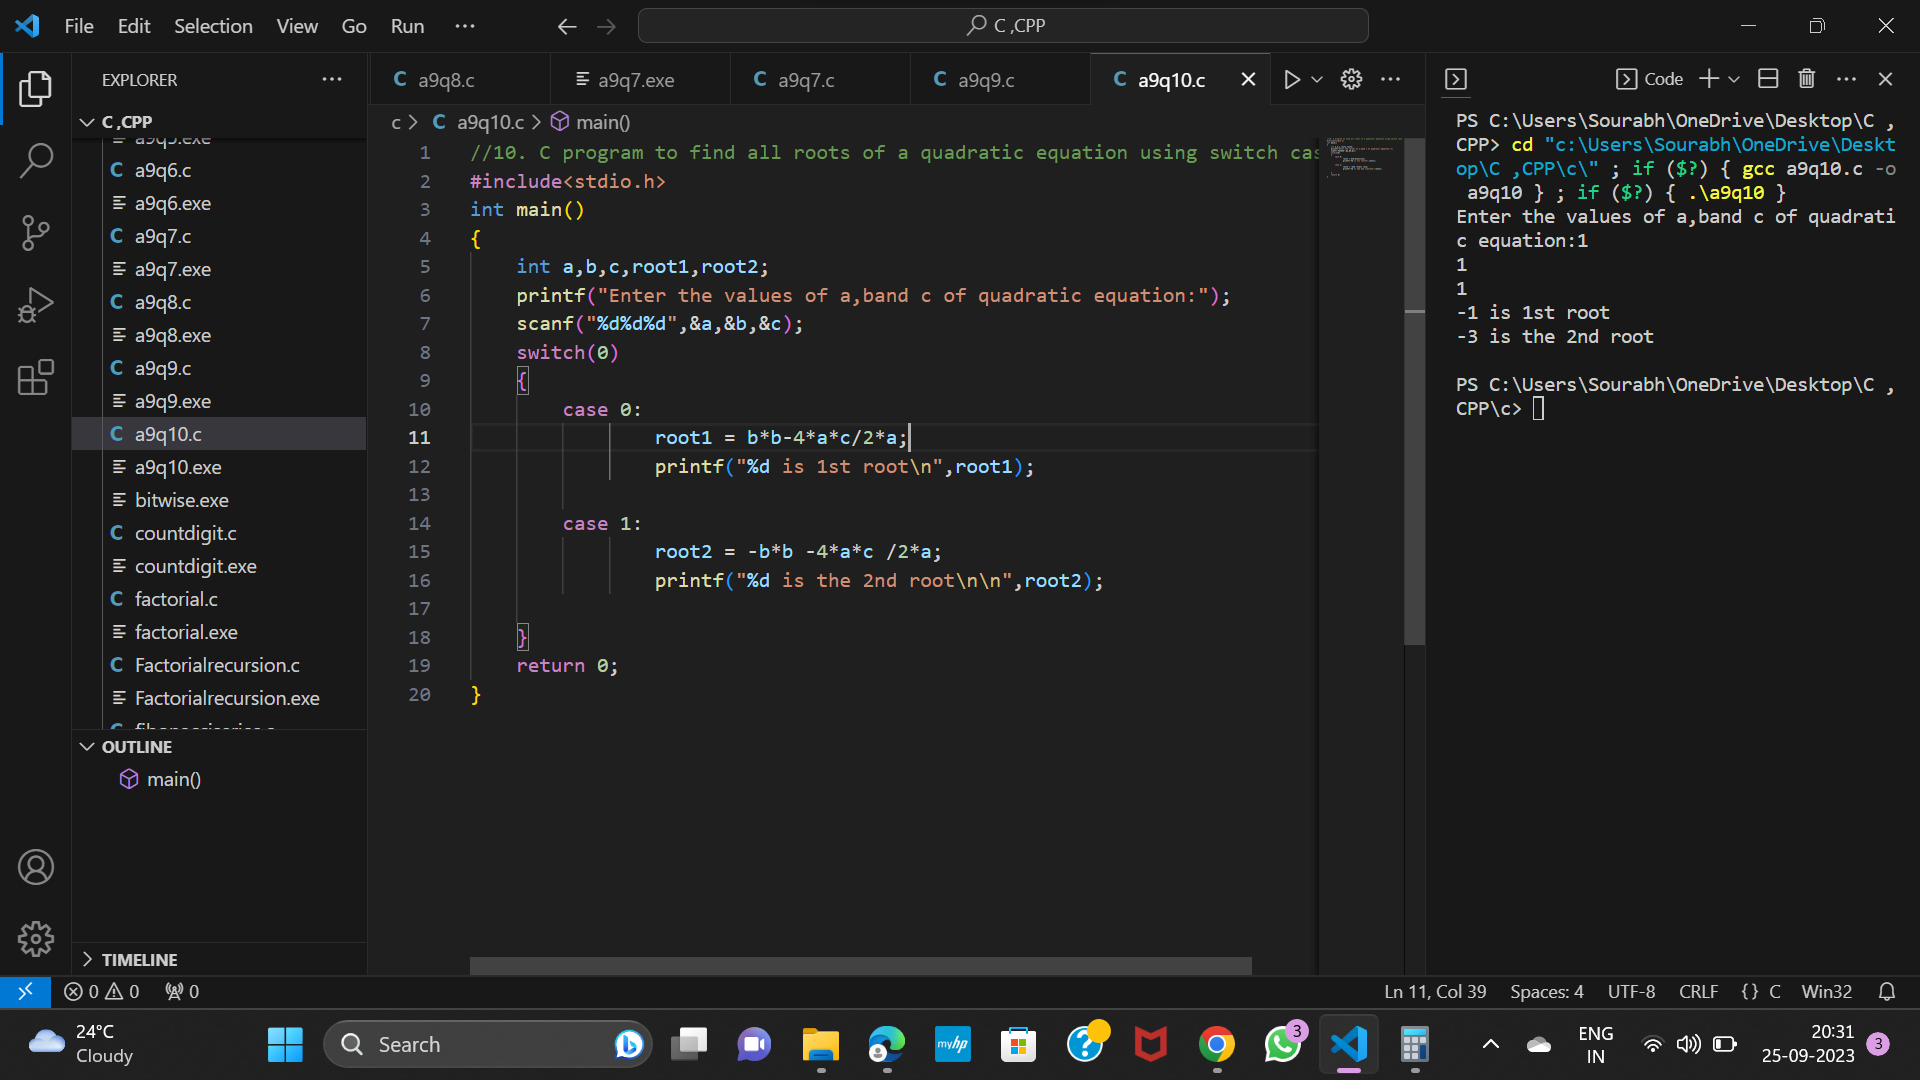 File Edit Selection View Go Run ··· C ,CPP
EXPLORER ···
C ,CPP
a9q5.exe
a9q6.c
a9q6.exe
a9q7.c
a9q7.exe
a9q8.c
a9q8.exe
a9q9.c
a9q9.exe
a9q10.c
a9q10.exe
bitwise.exe
countdigit.c
countdigit.exe
factorial.c
factorial.exe
Factorialrecursion.c
Factorialrecursion.exe
OUTLINE
main()
TIMELINE
a9q8.c a9q7.exe a9q7.c a9q9.c a9q10.c
c > C a9q10.c > main()
1 //10. C program to find all roots of a quadratic equation using switch cas
2 #include<stdio.h>
3 int main()
4 {
5 int a,b,c,root1,root2;
6 printf("Enter the values of a,band c of quadratic equation:");
7 scanf("%d%d%d",&a,&b,&c);
8 switch(0)
9 {
10 case 0:
11 root1 = b*b-4*a*c/2*a;
12 printf("%d is 1st root\n",root1);
13
14 case 1:
15 root2 = -b*b -4*a*c /2*a;
16 printf("%d is the 2nd root\n\n",root2);
17
18 }
19 return 0;
20 }
Code
PS C:\Users\Sourabh\OneDrive\Desktop\C ,
CPP> cd "c:\Users\Sourabh\OneDrive\Deskt
op\C ,CPP\c\" ; if ($?) { gcc a9q10.c -o
a9q10 } ; if ($?) { .\a9q10 }
Enter the values of a,band c of quadrati
c equation:1
1
1
-1 is 1st root
-3 is the 2nd root
PS C:\Users\Sourabh\OneDrive\Desktop\C ,
CPP\c>
0 0 0 Ln 11, Col 39 Spaces: 4 UTF-8 CRLF {} C Win32
24°C
Cloudy
Search
myhp
3
ENG
IN
20:31
25-09-2023
3